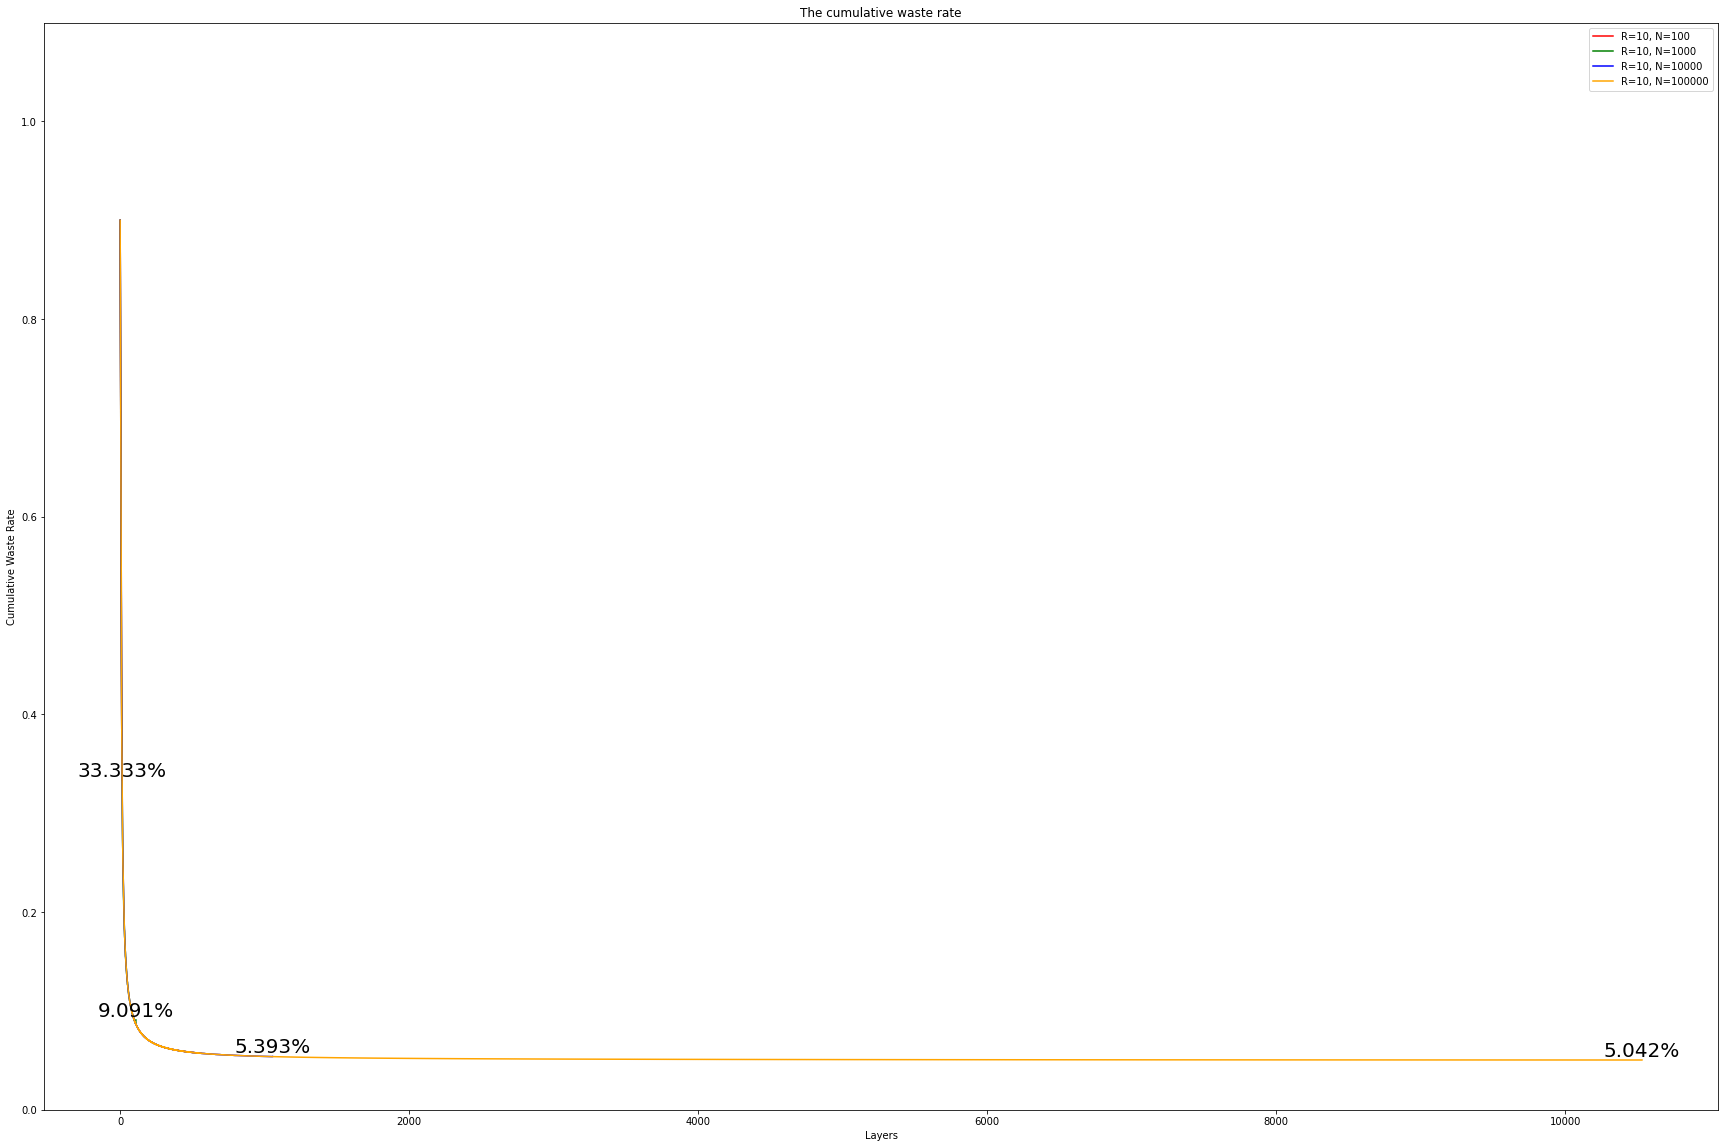 The cumulative waste rate
R=10, N=100
R=10, N=1000
R=10, N=10000
R=10, N=100000
Cumulative Waste Rate
1.0
0.8
0.6
0.4
0.2
0.0
33.333%
9.091%
5.393%
5.042%
0
2000
4000
6000
8000
10000
Layers